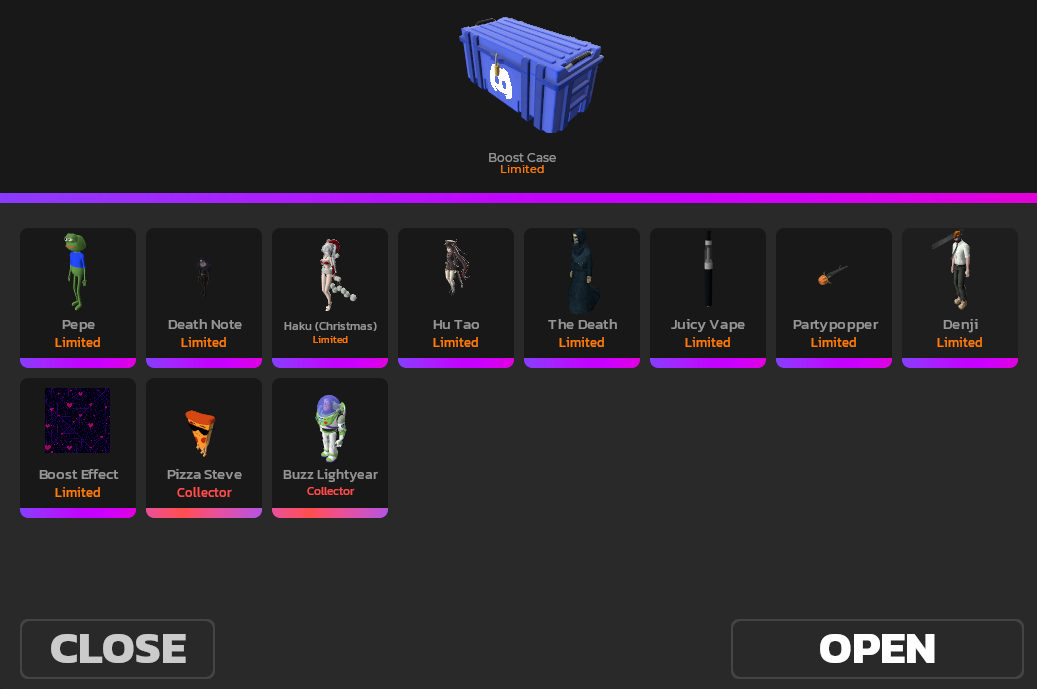 Boost Case
Limited
Pepe
Limited
Death Note
Limited
Haku (Christmas)
Limited
Hu Tao
Limited
The Death
Limited
Juicy Vape
Limited
Partypopper
Limited
Denji
Limited
Boost Effect
Limited
Pizza Steve
Collector
Buzz Lightyear
Collector
CLOSE
OPEN